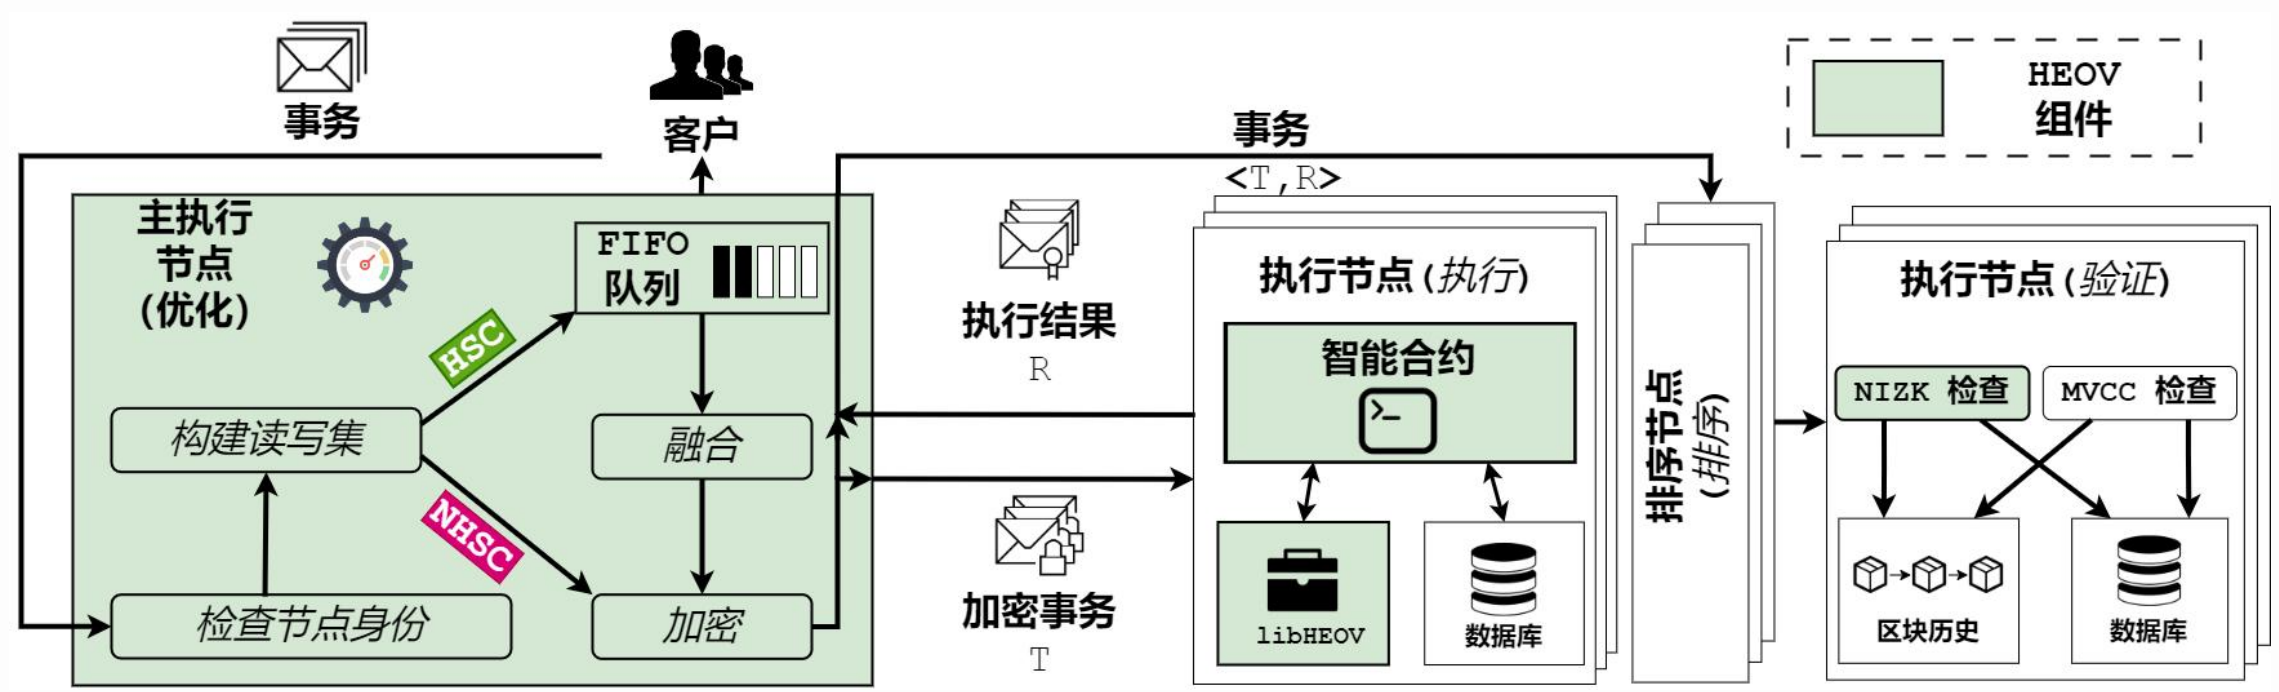 事务
客户
事务
<T,R>
HEOV
组件
主执行
节点
(优化)
FIFO
队列
HSC
NHSC
构建读写集
融合
检查节点身份
加密
执行结果
R
加密事务
T
执行节点(执行)
智能合约
libHEOV
数据库
排序节点
(排序)
执行节点(验证)
NIZK 检查
MVCC 检查
区块历史
数据库